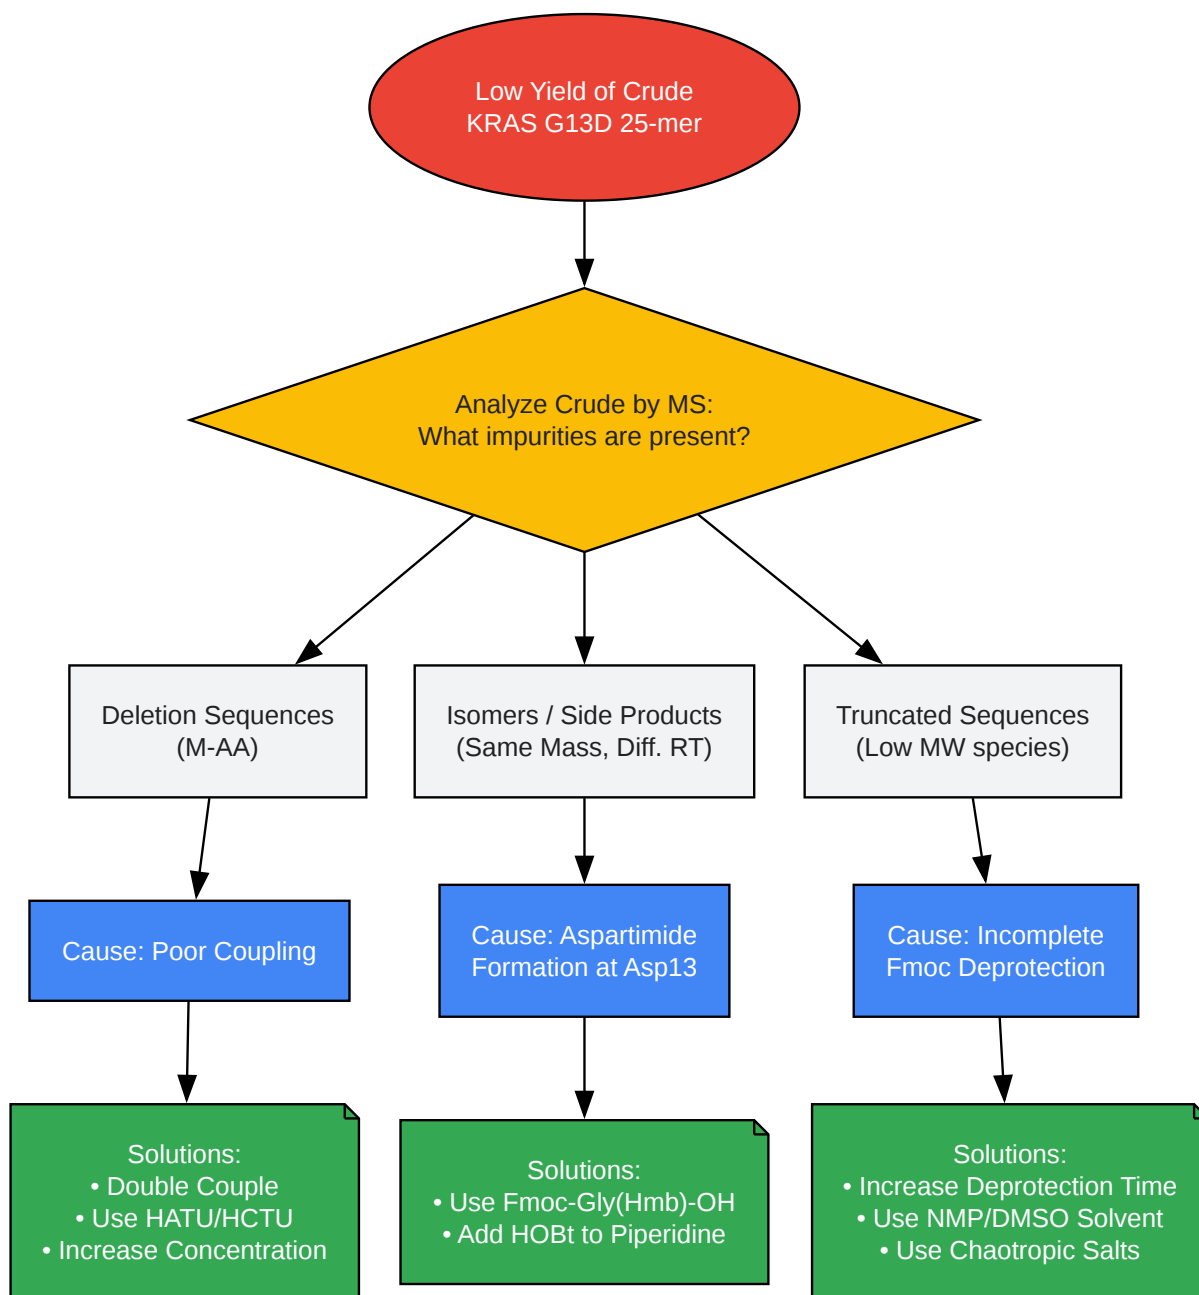 Low Yield of Crude
KRAS G13D 25-mer
Analyze Crude by MS:
What impurities are present?
Deletion Sequences
(M-AA)
Isomers / Side Products
(Same Mass, Diff. RT)
Truncated Sequences
(Low MW species)
Cause: Poor Coupling
Cause: Aspartimide
Formation at Asp13
Cause: Incomplete
Fmoc Deprotection
Solutions:
• Double Couple
• Use HATU/HCTU
• Increase Concentration
Solutions:
• Use Fmoc-Gly(Hmb)-OH
• Add HOBt to Piperidine
Solutions:
• Increase Deprotection Time
• Use NMP/DMSO Solvent
• Use Chaotropic Salts